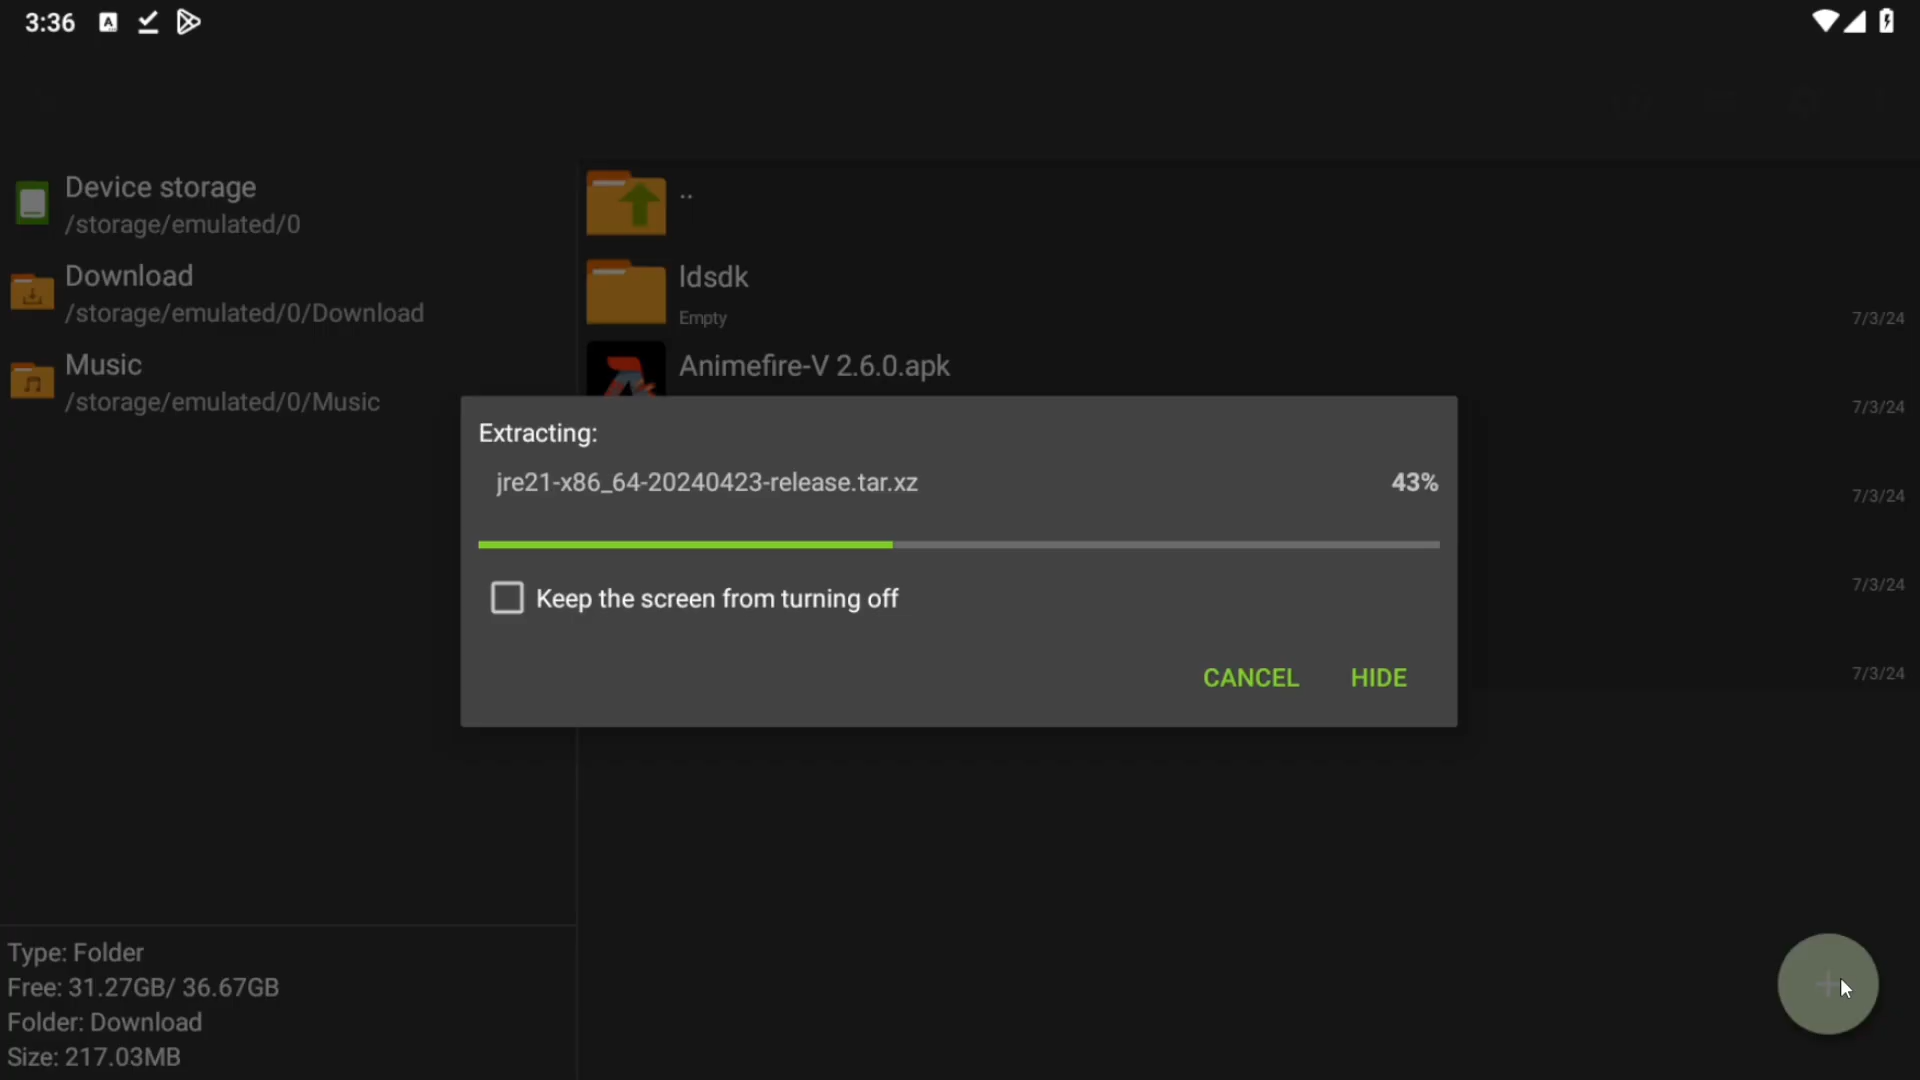 3:36
Device storage
/storage/emulated/0
Download
/storage/emulated/0/Download
Music
/storage/emulated/0/Music
..
ldsdk
Empty
7/3/24
Animefire-V 2.6.0.apk
7/3/24
7/3/24
7/3/24
7/3/24
Extracting:
jre21-x86_64-20240423-release.tar.xz
43%
Keep the screen from turning off
CANCEL
HIDE
Type: Folder
Free: 31.27GB/ 36.67GB
Folder: Download
Size: 217.03MB